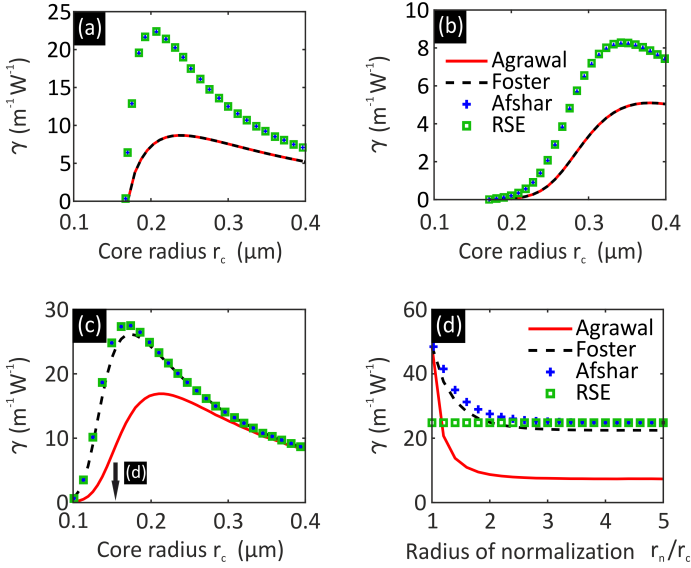 (a)
25
20
15
10
5
0
γ (m⁻¹W⁻¹)
0.1 0.2 0.3 0.4
Core radius r_c (µm)
(b)
10
8
6
4
2
0
γ (m⁻¹W⁻¹)
Agrawal
Foster
Afshar
RSE
0.1 0.2 0.3 0.4
Core radius r_c (µm)
(c)
30
20
10
0
γ (m⁻¹W⁻¹)
(d)
0.1 0.2 0.3 0.4
Core radius r_c (µm)
(d)
60
50
40
30
20
10
0
γ (m⁻¹W⁻¹)
Agrawal
Foster
Afshar
RSE
1 2 3 4 5
Radius of normalization r_n/r_c